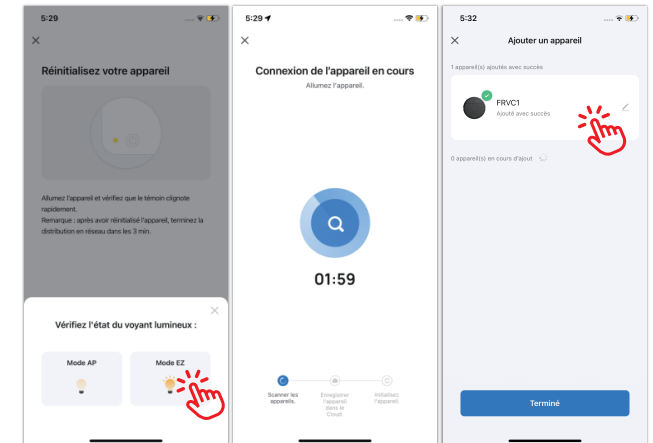 5:29
Réinitialisez votre appareil
Allumez l'appareil et vérifiez que le témoin clignote
rapidement.
Remarque : après avoir réinitialisé l'appareil, terminez la
distribution en réseau dans les 3 min.
Vérifiez l'état du voyant lumineux :
Mode AP
Mode EZ
5:29
Connexion de l'appareil en cours
Allumez l'appareil.
01:59
Scanner les
appareils.
Enregistrer
l'appareil
dans le
Cloud
Initialisez
l'appareil.
5:32
Ajouter un appareil
1 appareil(s) ajoutés avec succès
FRVC1
Ajouté avec succès
0 appareil(s) en cours d'ajout
Terminé